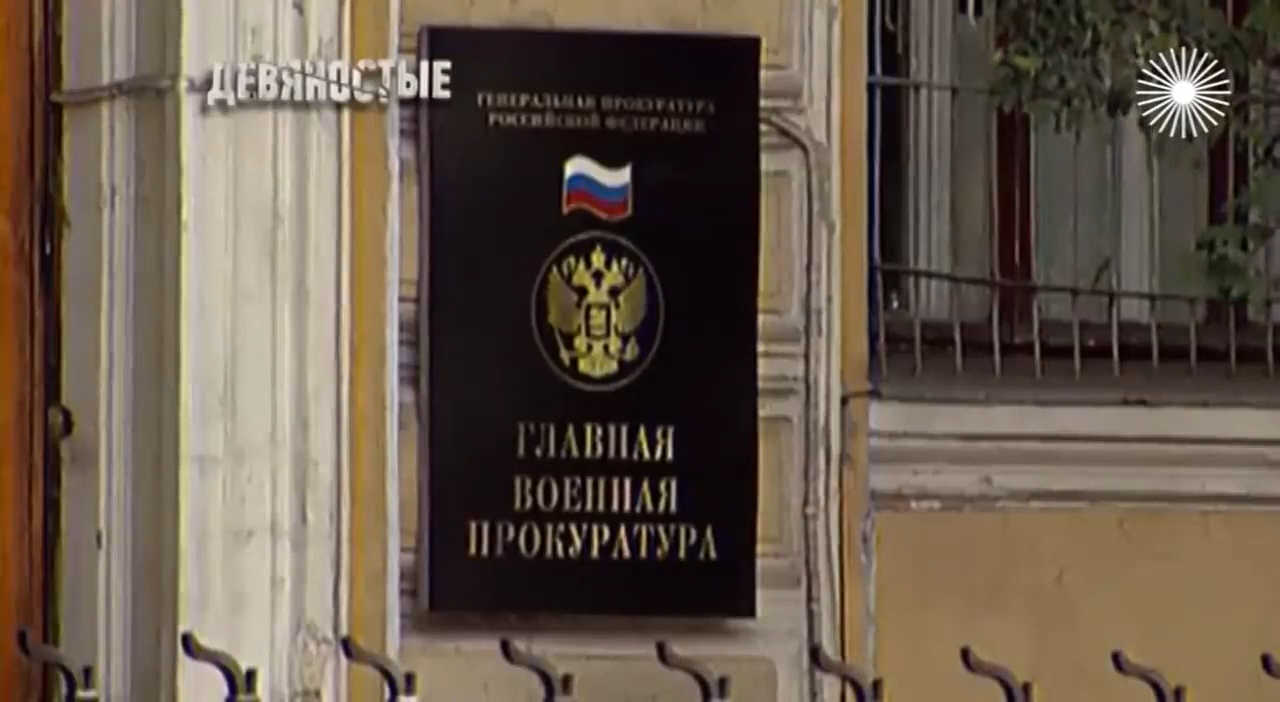 ДЕВЯНОСТЫЕ
ГЕНЕРАЛЬНАЯ ПРОКУРАТУРА
РОССИЙСКОЙ ФЕДЕРАЦИИ
ГЛАВНАЯ
ВОЕННАЯ
ПРОКУРАТУРА